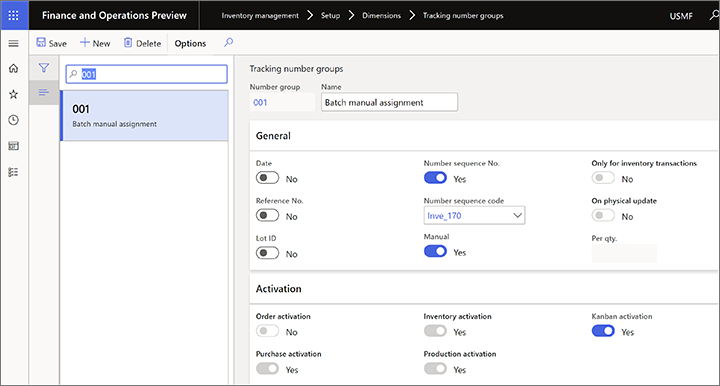 Finance and Operations Preview
Inventory management > Setup > Dimensions > Tracking number groups
USMF
Save
New
Delete
Options
001
001
Batch manual assignment
Tracking number groups
Number group
Name
001
Batch manual assignment
General
Date
Number sequence No.
Only for inventory transactions
No
Yes
No
Reference No.
Number sequence code
On physical update
No
Inve_170
No
Lot ID
Manual
Per qty.
No
Yes
Activation
Order activation
Inventory activation
Kanban activation
No
Yes
Yes
Purchase activation
Production activation
Yes
Yes